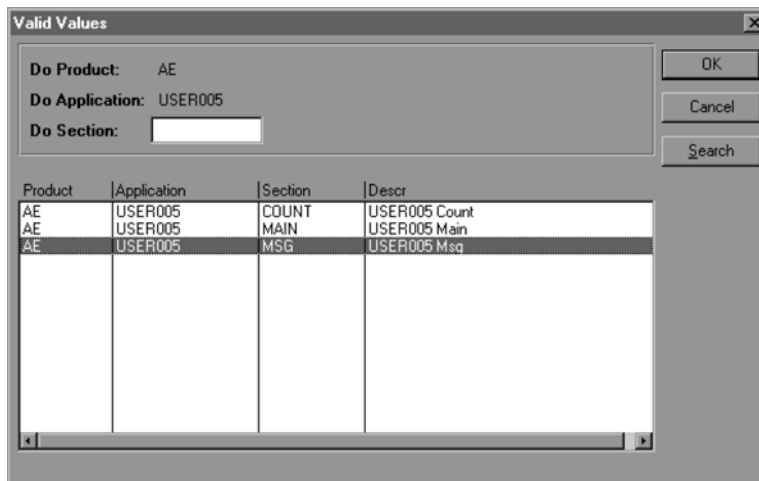 Valid Values
Do Product: AE
OK
Do Application: USER005
Cancel
Do Section:
Search
Product Application Section Descr
AE USER005 COUNT USER005 Count
AE USER005 MAIN USER005 Main
AE USER005 MSG USER005 Msg